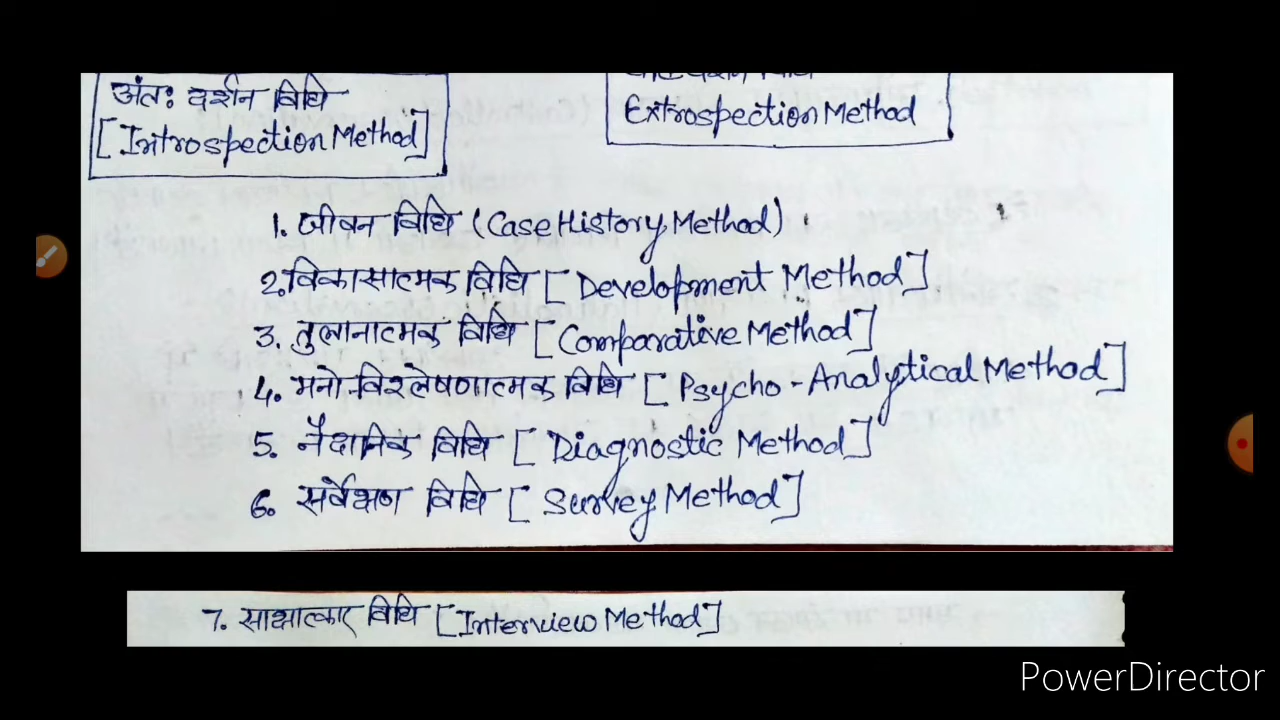 अंतः दर्शन विधि
[Introspection Method]
Extrospection Method
1. जीवन विधि (Case History Method)
2. विकासात्मक विधि [Development Method]
3. तुलानात्मक विधि [Comparative Method]
4. मनो-विश्लेषणात्मक विधि [Psycho-Analytical Method]
5. नैदानिक विधि [Diagnostic Method]
6. सर्वेक्षण विधि [Survey Method]
7. साक्षात्कार विधि [Interview Method]
PowerDirector